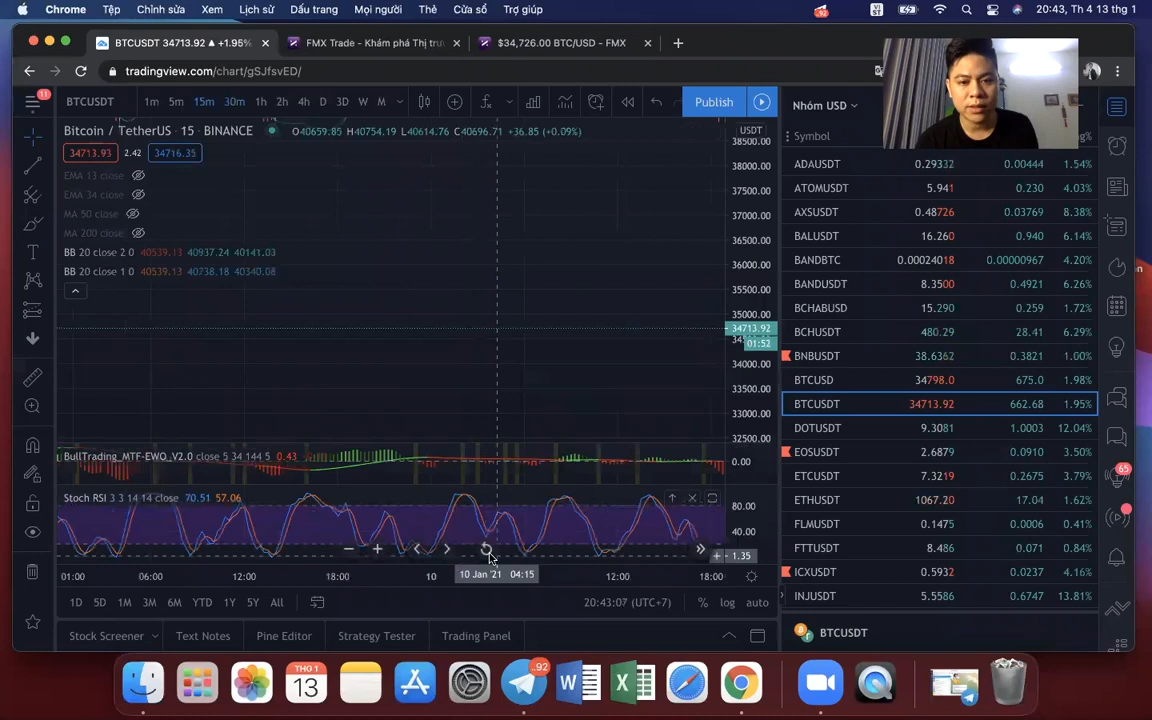 Chrome Tệp Chỉnh sửa Xem Lịch sử Dấu trang Mọi người Thẻ Cửa sổ Trợ giúp 20:43, Th 4 13 thg 1
BTCUSDT 34713.92 ▲ +1.95% FMX Trade - Khám phá Thị trư $34,726.00 BTC/USD - FMX
tradingview.com/chart/gSJfsvED/
11 BTCUSDT 1m 5m 15m 30m 1h 2h 4h D 3D W M Publish Nhóm USD
Bitcoin / TetherUS · 15 · BINANCE O40659.85 H40754.19 L40614.76 C40696.71 +36.85 (+0.09%) USDT
34713.93 2.42 34716.35
EMA 13 close
EMA 34 close
MA 50 close
MA 200 close
BB 20 close 2 0 40539.13 40937.24 40141.03
BB 20 close 1 0 40539.13 40738.18 40340.08
38500.00
38000.00
37500.00
37000.00
36500.00
36000.00
35500.00
35000.00
34713.92
01:52
34000.00
33500.00
33000.00
32500.00
BullTrading_MTF-EWO_V2.0 close 5 34 144 5 0.43 0.00
Stoch RSI 3 3 14 14 close 70.51 57.06 80.00
40.00
1.35
01:00 06:00 12:00 18:00 10 10 Jan '21 04:15 12:00 18:00
1D 5D 1M 3M 6M YTD 1Y 5Y All 20:43:07 (UTC+7) % log auto
Stock Screener Text Notes Pine Editor Strategy Tester Trading Panel
Symbol
ADAUSDT 0.29332 0.00444 1.54%
ATOMUSDT 5.941 0.230 4.03%
AXSUSDT 0.48726 0.03769 8.38%
BALUSDT 16.260 0.940 6.14%
BANDBTC 0.00024018 0.00000967 4.20%
BANDUSDT 8.3500 0.4921 6.26%
BCHABUSD 15.290 0.259 1.72%
BCHUSDT 480.29 28.41 6.29%
BNBUSDT 38.6362 0.3821 1.00%
BTCUSD 34798.0 675.0 1.98%
BTCUSDT 34713.92 662.68 1.95%
DOTUSDT 9.3081 1.0003 12.04%
EOSUSDT 2.6879 0.0910 3.50%
ETCUSDT 7.3219 0.2675 3.79%
ETHUSDT 1067.20 17.04 1.62%
FLMUSDT 0.1475 0.0006 0.41%
FTTUSDT 8.486 0.071 0.84%
ICXUSDT 0.5932 0.0237 4.16%
INJUSDT 5.5586 0.6747 13.81%
BTCUSDT
65
THG 1
13